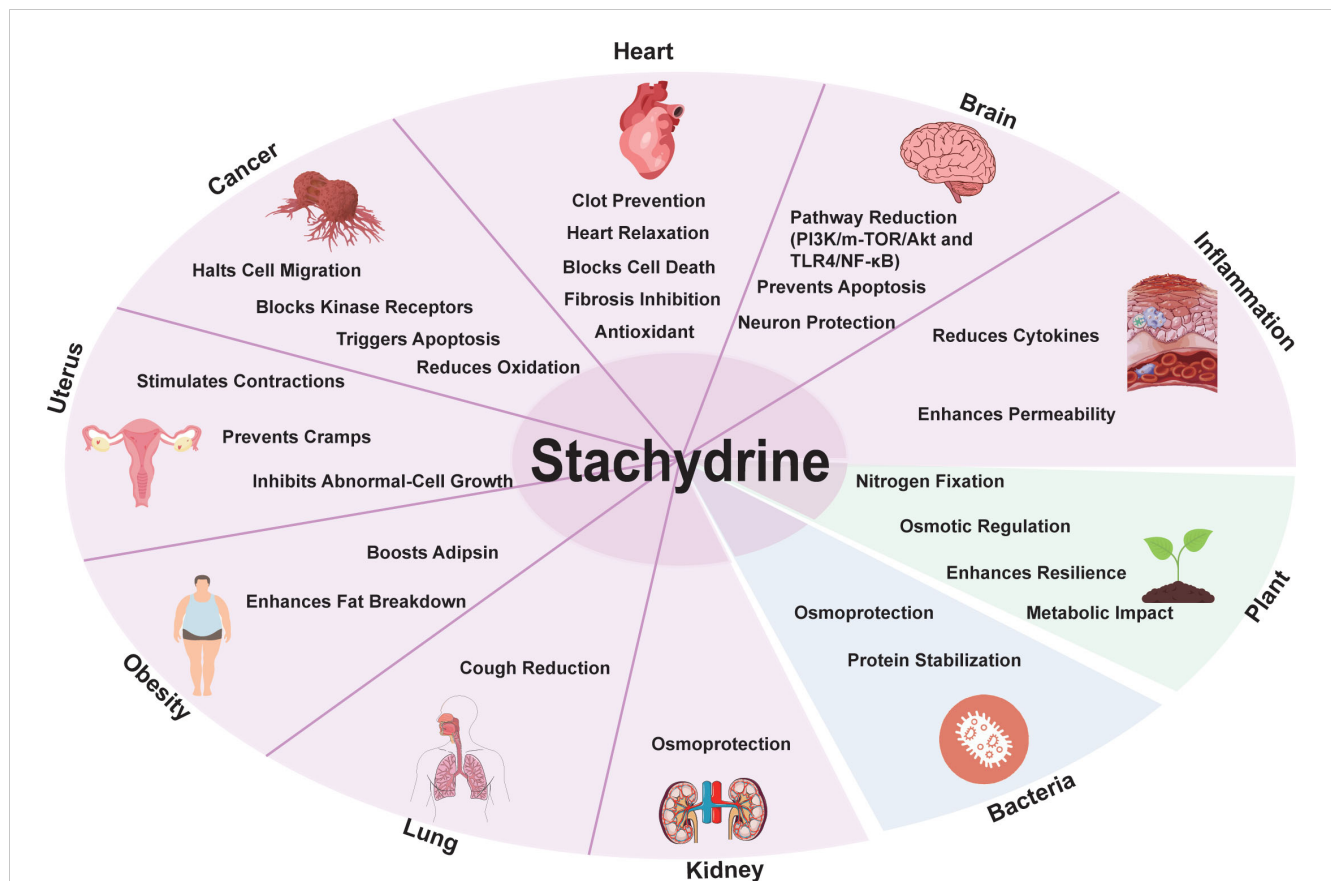 Heart
Clot Prevention
Heart Relaxation
Blocks Cell Death
Fibrosis Inhibition
Antioxidant
Brain
Pathway Reduction
(PI3K/m-TOR/Akt and
TLR4/NF-κB)
Prevents Apoptosis
Neuron Protection
Inflammation
Reduces Cytokines
Enhances Permeability
Plant
Nitrogen Fixation
Osmotic Regulation
Enhances Resilience
Metabolic Impact
Bacteria
Osmoprotection
Protein Stabilization
Kidney
Osmoprotection
Lung
Cough Reduction
Obesity
Boosts Adipsin
Enhances Fat Breakdown
Uterus
Stimulates Contractions
Prevents Cramps
Inhibits Abnormal-Cell Growth
Cancer
Halts Cell Migration
Blocks Kinase Receptors
Triggers Apoptosis
Reduces Oxidation
Stachydrine